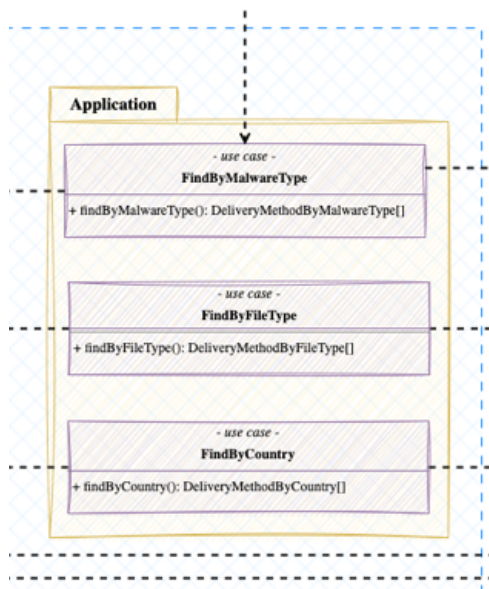 Application
- use case -
FindByMalwareType
+ findByMalwareType(): DeliveryMethodByMalwareType[]
- use case -
FindByFileType
+ findByFileType(): DeliveryMethodByFileType[]
- use case -
FindByCountry
+ findByCountry(): DeliveryMethodByCountry[]